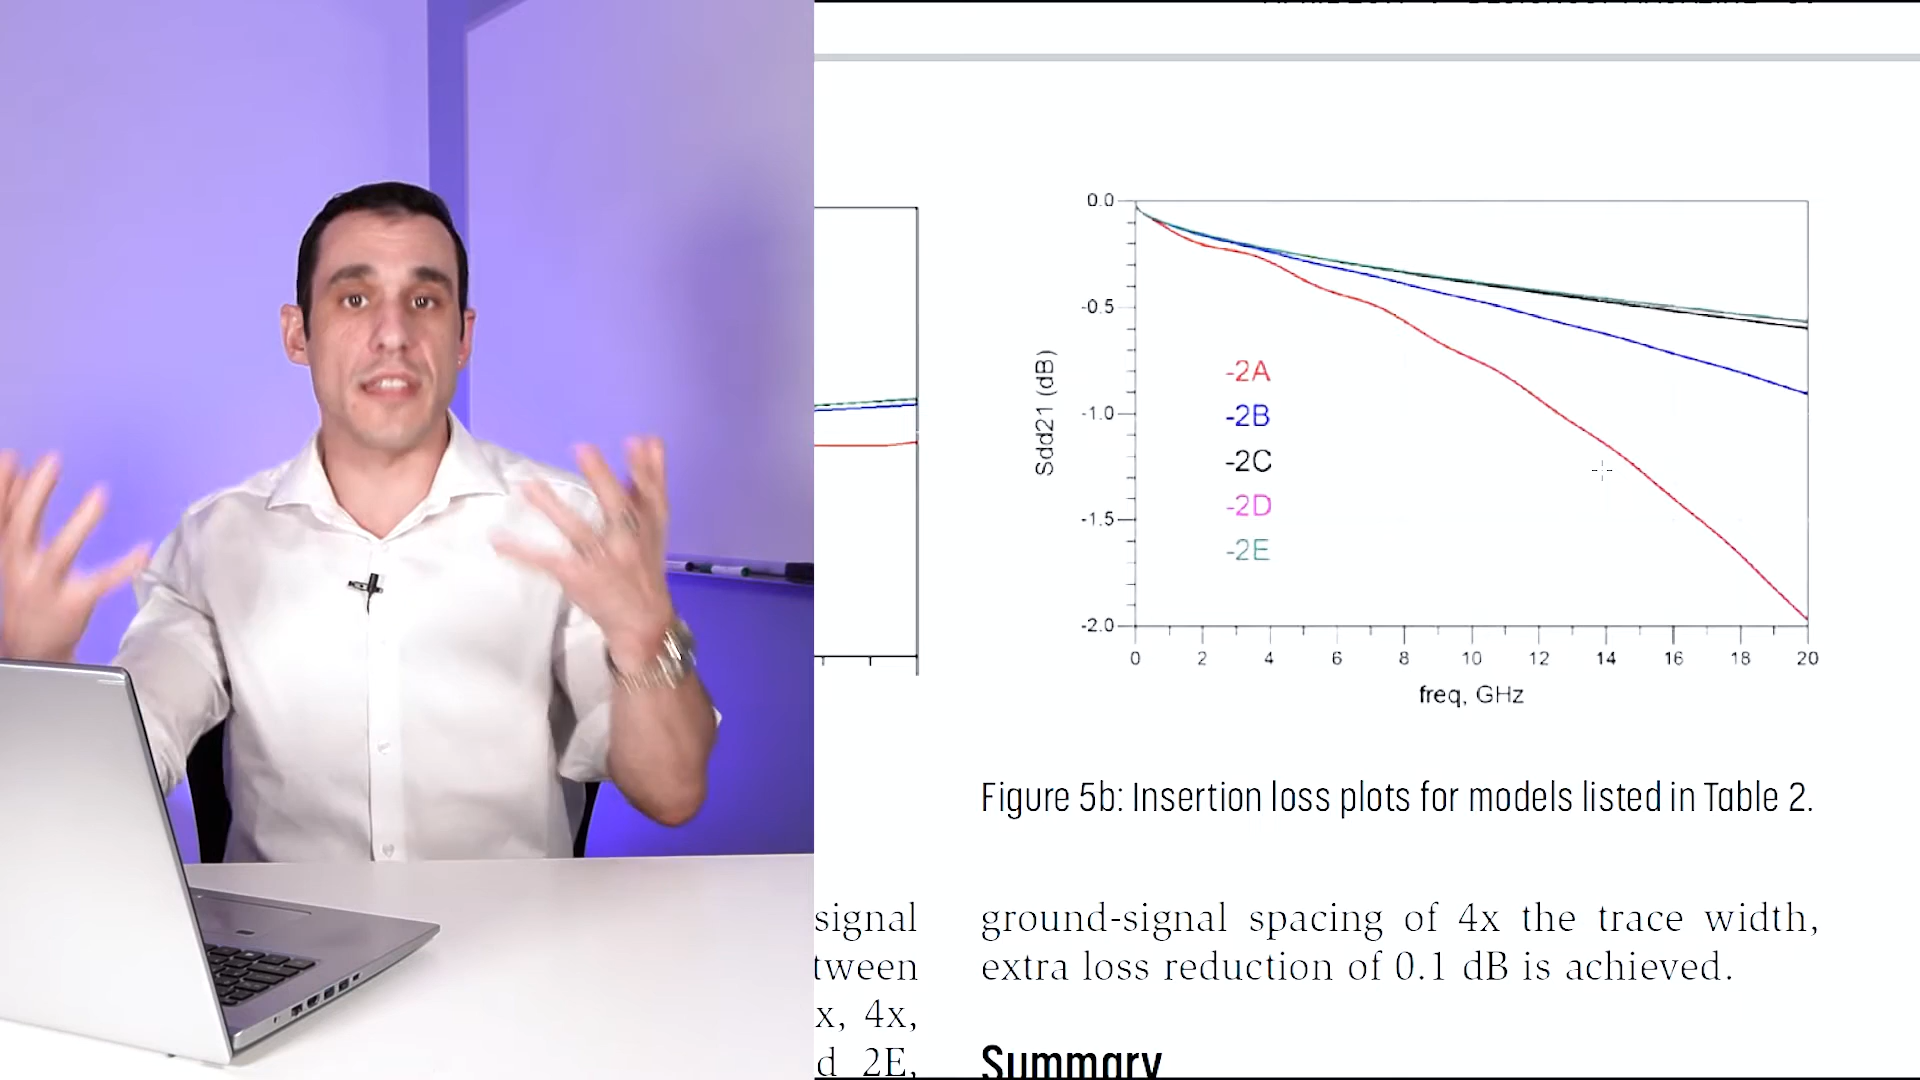 0.0
-0.5
-1.0
-1.5
-2.0
Sdd21 (dB)
-2A
-2B
-2C
-2D
-2E
0 2 4 6 8 10 12 14 16 18 20
freq, GHz
Figure 5b: Insertion loss plots for models listed in Table 2.
signal
tween
x, 4x,
d 2E,
ground-signal spacing of 4x the trace width,
extra loss reduction of 0.1 dB is achieved.
Summary